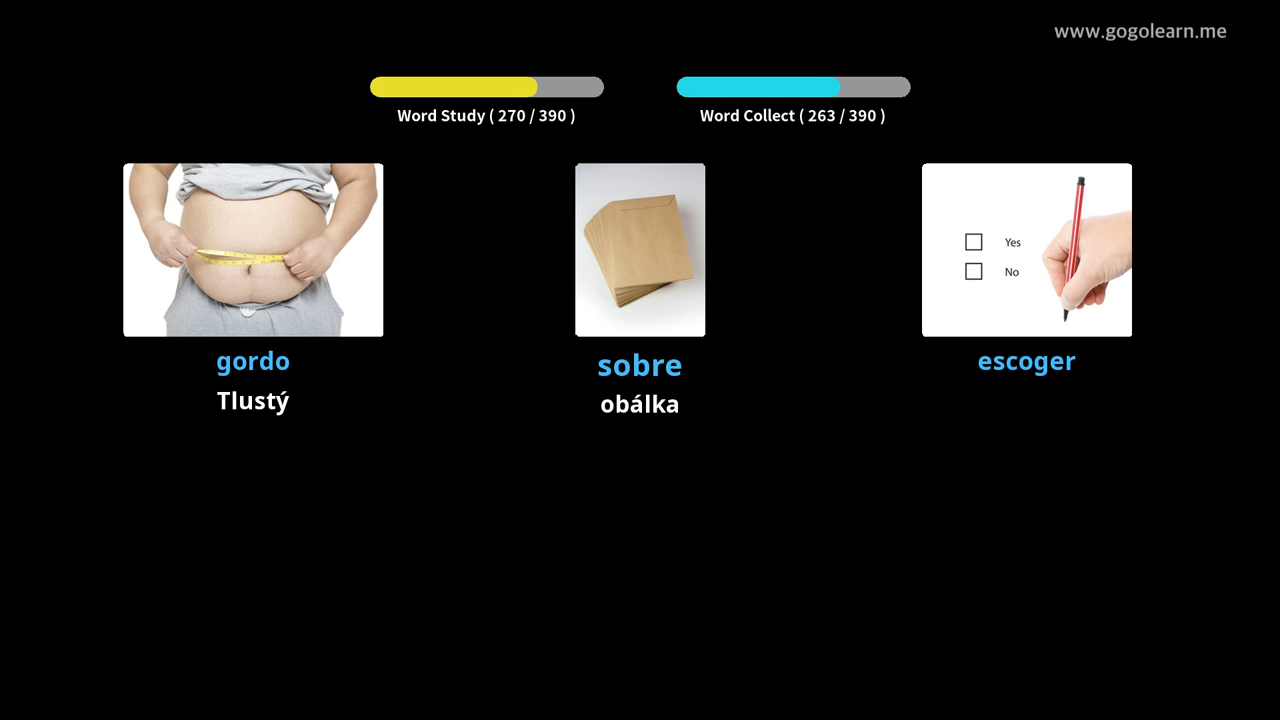 www.gogolearn.me
Word Study ( 270 / 390 )
Word Collect ( 263 / 390 )
Yes
No
gordo
sobre
escoger
Tlustý
obálka